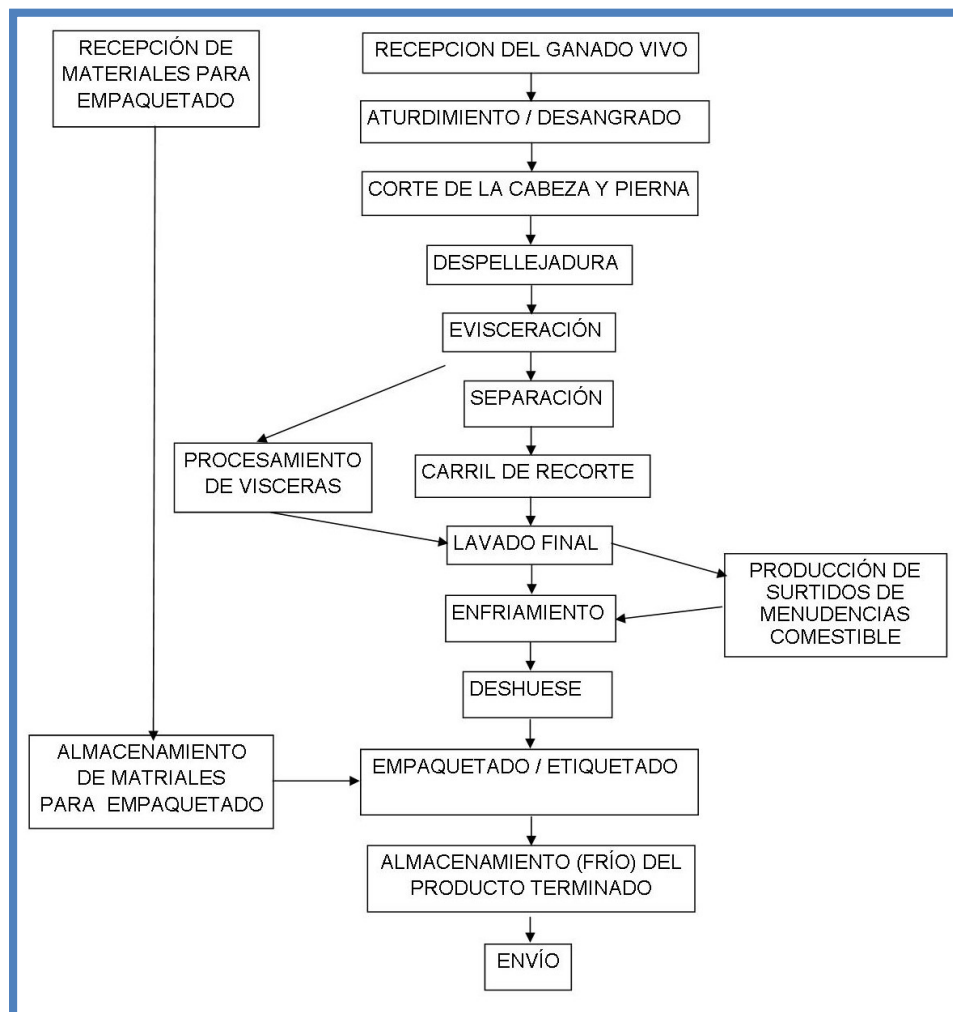 RECEPCIÓN DE
MATERIALES PARA
EMPAQUETADO
RECEPCION DEL GANADO VIVO
ATURDIMIENTO / DESANGRADO
CORTE DE LA CABEZA Y PIERNA
DESPELLEJADURA
EVISCERACIÓN
SEPARACIÓN
PROCESAMIENTO
DE VISCERAS
CARRIL DE RECORTE
LAVADO FINAL
PRODUCCIÓN DE
SURTIDOS DE
MENUDENCIAS
COMESTIBLE
ENFRIAMIENTO
DESHUESE
ALMACENAMIENTO
DE MATRIALES
PARA EMPAQUETADO
EMPAQUETADO / ETIQUETADO
ALMACENAMIENTO (FRÍO) DEL
PRODUCTO TERMINADO
ENVÍO